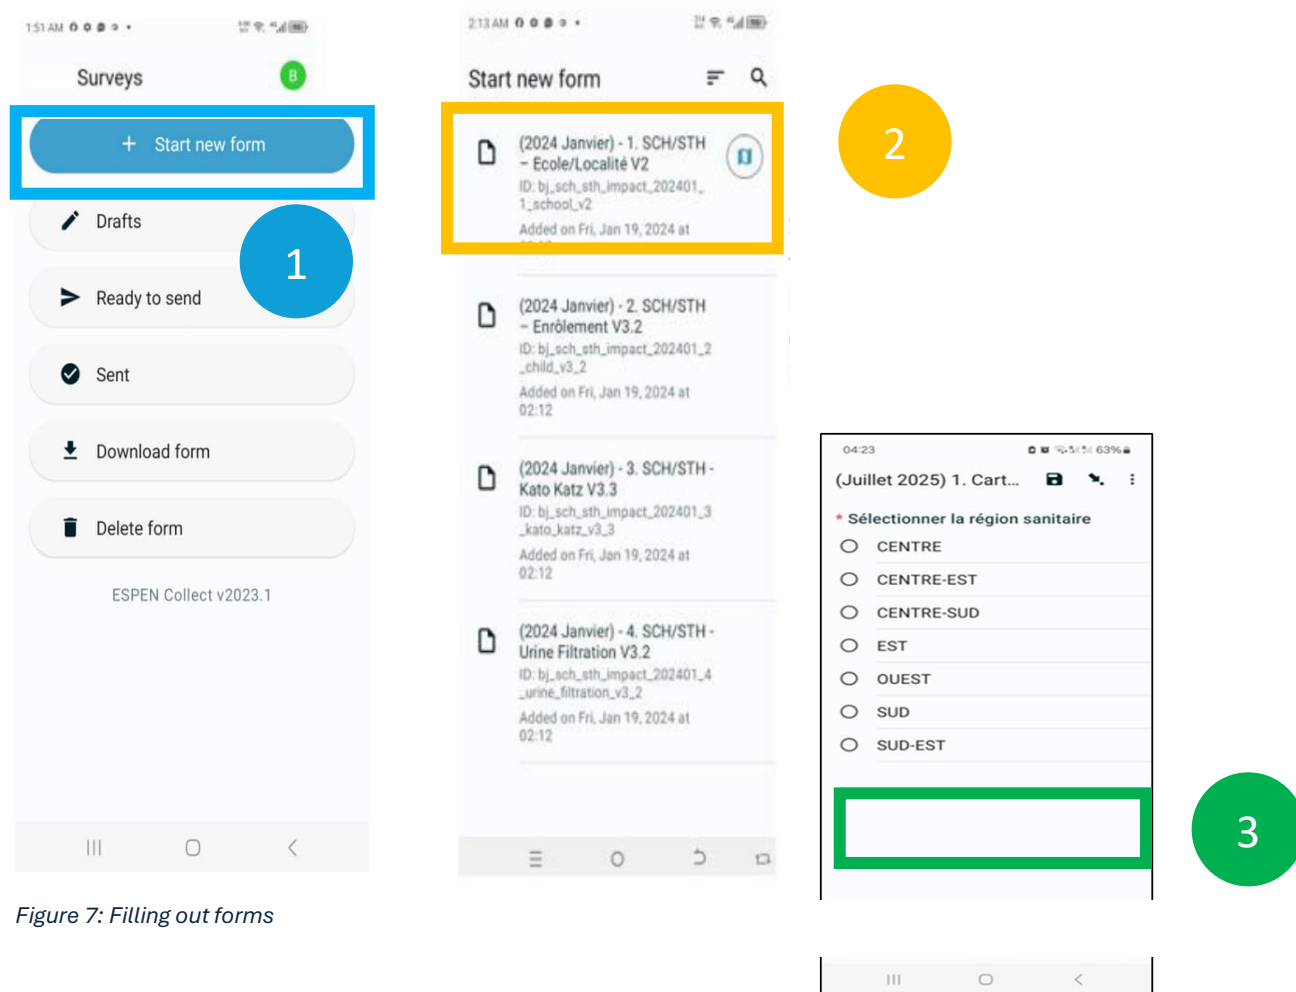 1:51 AM
Surveys
B
+ Start new form
Drafts
1
Ready to send
Sent
Download form
Delete form
ESPEN Collect v2023.1
2:13 AM
Start new form
(2024 Janvier) - 1. SCH/STH
– Ecole/Localité V2
ID: bj_sch_sth_impact_202401_
1_school_v2
Added on Fri, Jan 19, 2024 at
(2024 Janvier) - 2. SCH/STH
– Enrôlement V3.2
ID: bj_sch_sth_impact_202401_2
_child_v3_2
Added on Fri, Jan 19, 2024 at
02:12
(2024 Janvier) - 3. SCH/STH -
Kato Katz V3.3
ID: bj_sch_sth_impact_202401_3
_kato_katz_v3_3
Added on Fri, Jan 19, 2024 at
02:12
(2024 Janvier) - 4. SCH/STH -
Urine Filtration V3.2
ID: bj_sch_sth_impact_202401_4
_urine_filtration_v3_2
Added on Fri, Jan 19, 2024 at
02:12
2
04:23 63%
(Juillet 2025) 1. Cart...
* Sélectionner la région sanitaire
CENTRE
CENTRE-EST
CENTRE-SUD
EST
OUEST
SUD
SUD-EST
3
Figure 7: Filling out forms